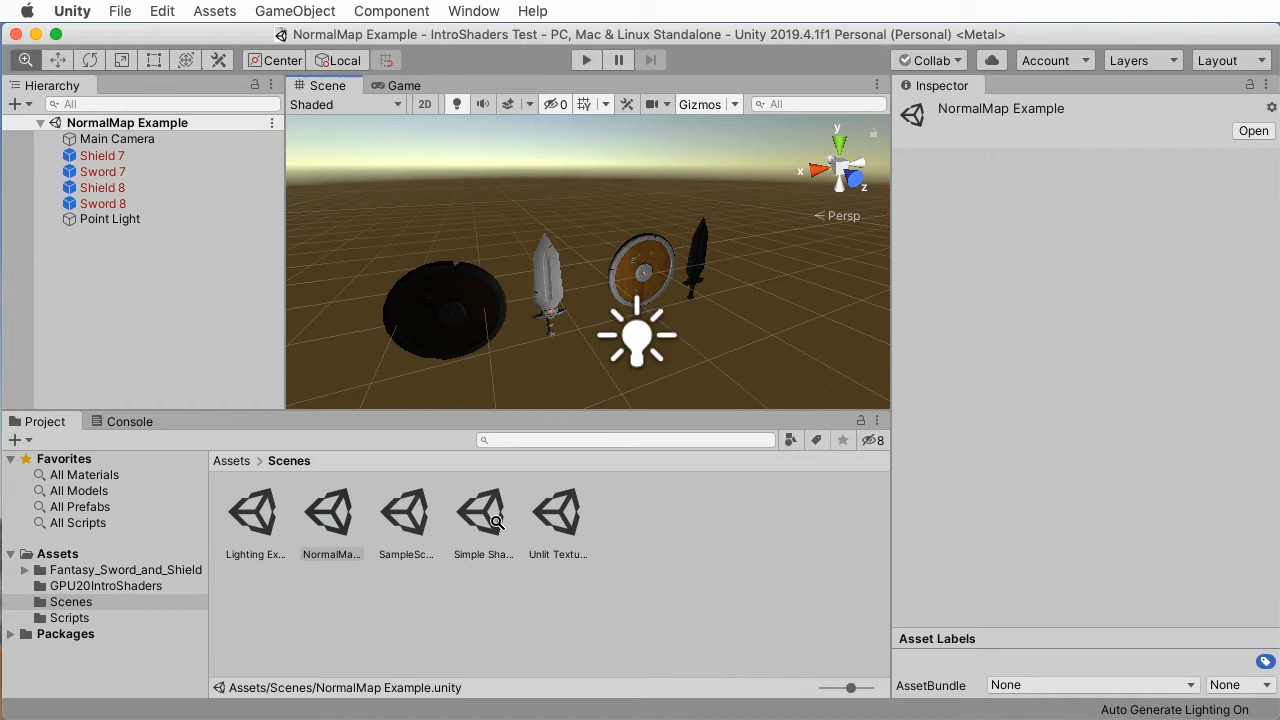 Unity File Edit Assets GameObject Component Window Help
NormalMap Example - IntroShaders Test - PC, Mac & Linux Standalone - Unity 2019.4.1f1 Personal (Personal) <Metal>
Center Local Collab Account Layers Layout
Hierarchy
All
NormalMap Example
Main Camera
Shield 7
Sword 7
Shield 8
Sword 8
Point Light
Scene Game
Shaded 2D 0 Gizmos All
y
x
z
Persp
Inspector
NormalMap Example
Open
Project Console
8
Favorites
All Materials
All Models
All Prefabs
All Scripts
Assets
Fantasy_Sword_and_Shield
GPU20IntroShaders
Scenes
Scripts
Packages
Assets > Scenes
Lighting Ex... NormalMa... SampleSc... Simple Sha... Unlit Textu...
Assets/Scenes/NormalMap Example.unity
Asset Labels
AssetBundle None None
Auto Generate Lighting On